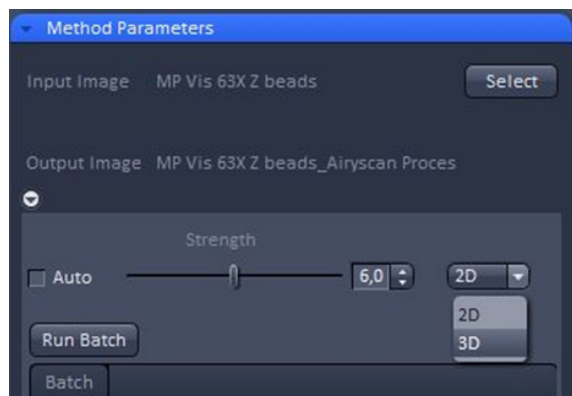 Method Parameters
Input Image MP Vis 63X Z beads Select
Output Image MP Vis 63X Z beads_Airyscan Proces
Strength
Auto 6,0 2D
2D
Run Batch 3D
Batch